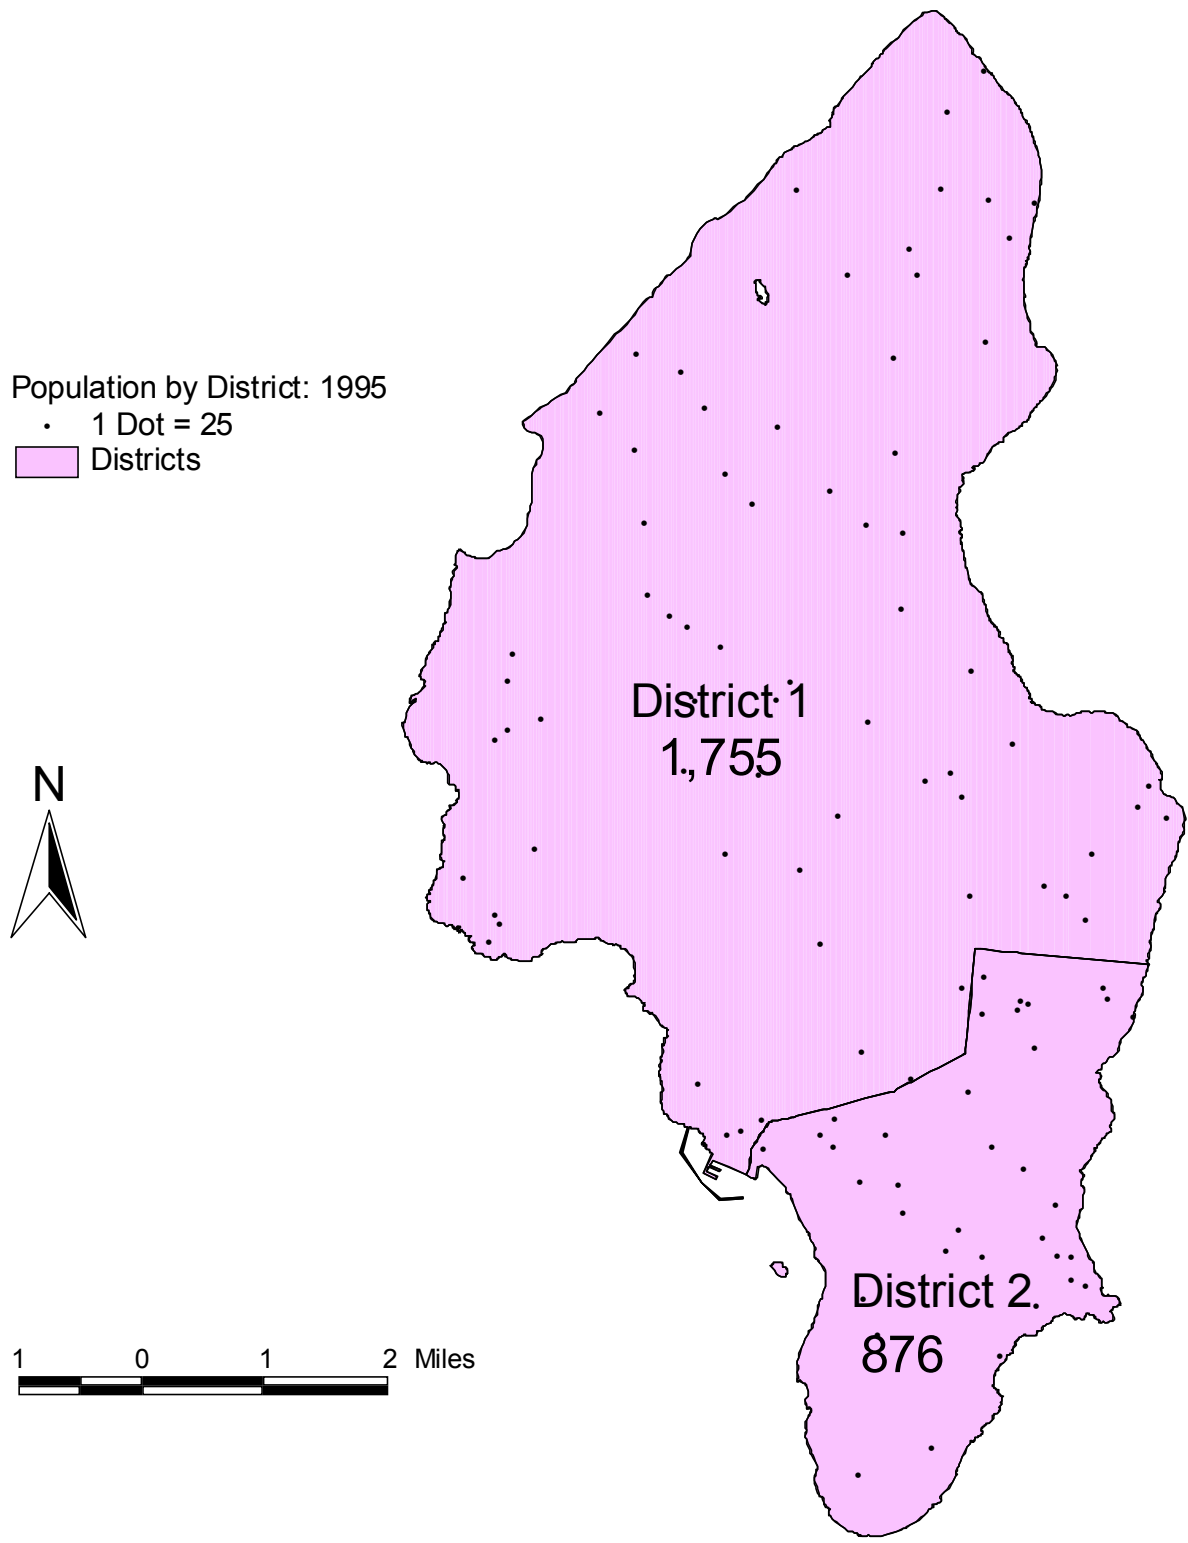 Population by District: 1995
1 Dot = 25
Districts
District 1
1,755
N
District 2
876
1 0 1 2 Miles